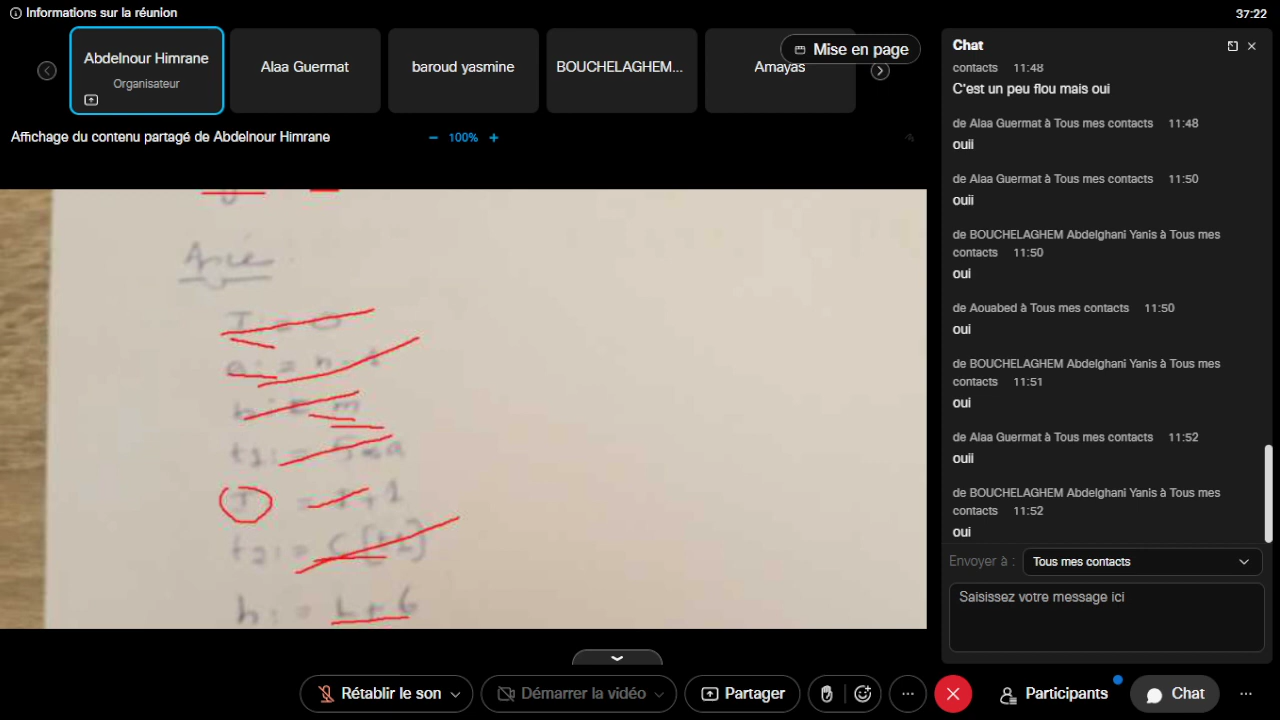 Informations sur la réunion
37:22
Abdelnour Himrane
Organisateur
Alaa Guermat
baroud yasmine
BOUCHELAGHEM...
Amayas
Mise en page
Affichage du contenu partagé de Abdelnour Himrane
100%
I := 0
a := n-1
b := m
t1 := 5*a
I := I+1
t2 := C[t1]
h := L+6
Chat
contacts 11:48
C'est un peu flou mais oui
de Alaa Guermat à Tous mes contacts 11:48
ouii
de Alaa Guermat à Tous mes contacts 11:50
ouii
de BOUCHELAGHEM Abdelghani Yanis à Tous mes
contacts 11:50
oui
de Aouabed à Tous mes contacts 11:50
oui
de BOUCHELAGHEM Abdelghani Yanis à Tous mes
contacts 11:51
oui
de Alaa Guermat à Tous mes contacts 11:52
ouii
de BOUCHELAGHEM Abdelghani Yanis à Tous mes
contacts 11:52
oui
Envoyer à :
Tous mes contacts
Saisissez votre message ici
Rétablir le son
Démarrer la vidéo
Partager
Participants
Chat